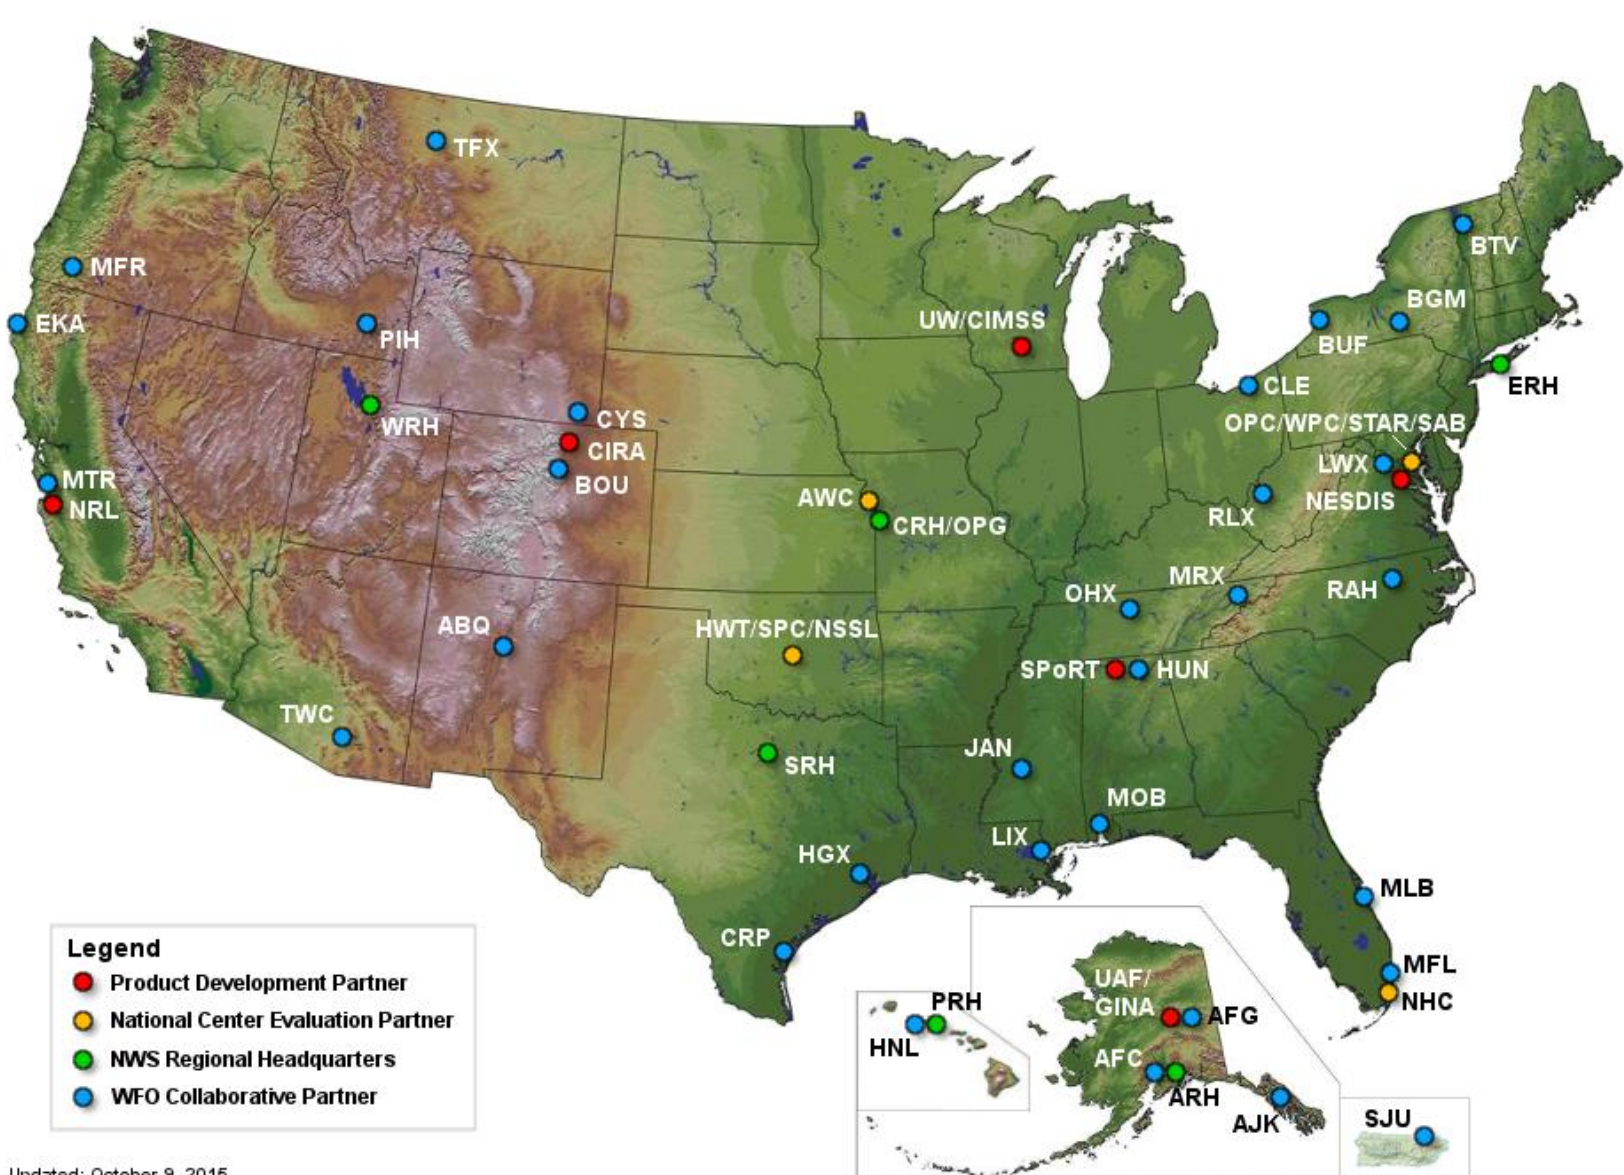 TFX
BTV
MFR
BGM
UW/CIMSS
EKA
PIH
BUF
ERH
CLE
CYS
WRH
OPC/WPC/STAR/SAB
CIRA
LWX
MTR
BOU
AWC
NESDIS
NRL
RLX
CRH/OPG
MRX
RAH
OHX
ABQ
HWT/SPC/NSSL
SPoRT
HUN
TWC
JAN
SRH
MOB
LIX
HGX
MLB
CRP
MFL
UAF/
GINA
NHC
PRH
AFG
HNL
AFC
ARH
AJK
SJU
Legend
Product Development Partner
National Center Evaluation Partner
NWS Regional Headquarters
WFO Collaborative Partner
Updated: October 9, 2015